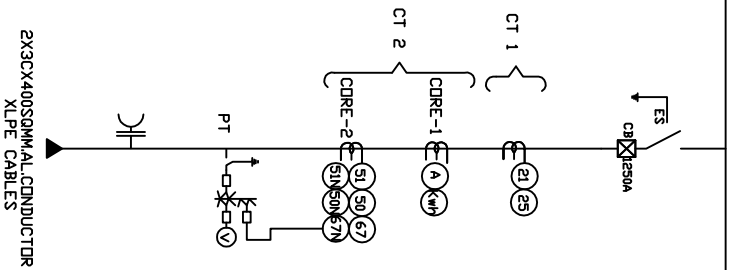 2X3CX400SQMM.AL.CONDUCTOR
XLPE CABLES
PT
V
CT 2
CORE-2
51N 50N 67N
51 50 67
CORE-1
A
Kwh
CT 1
21
25
ES
CB
1250A